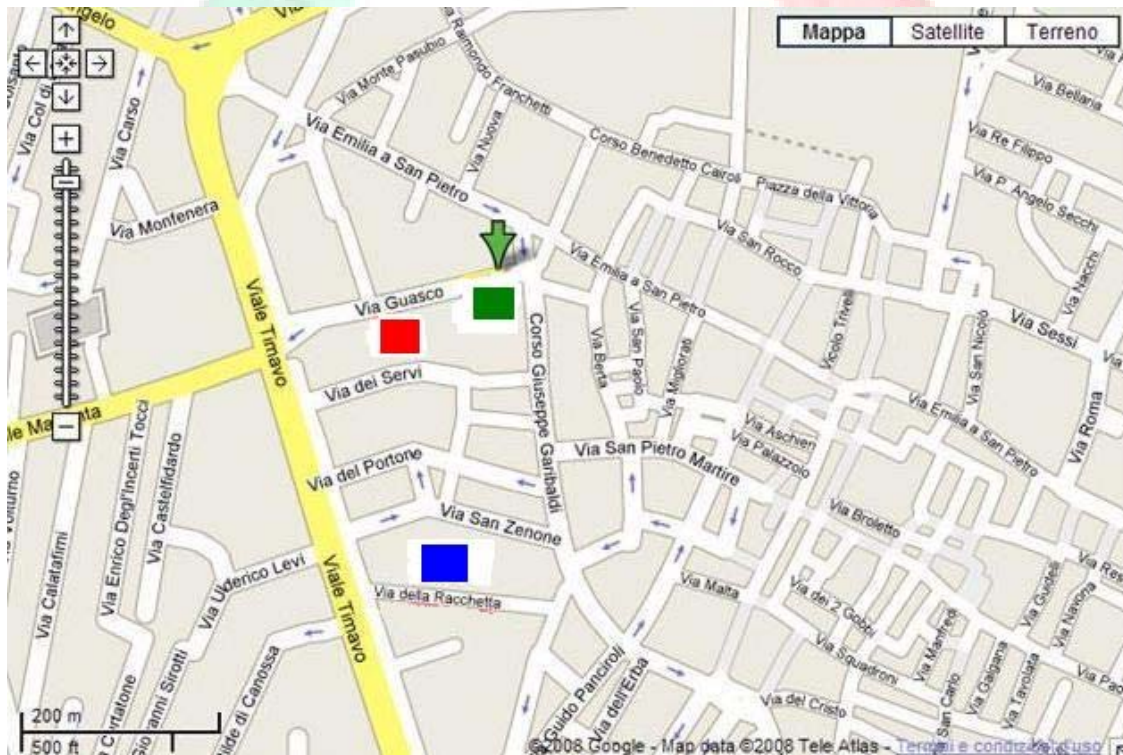 Mappa
Satellite
Terreno
Via Carso
Via Monte Pasubio
Via Raimondo Franchetti
Via Nuova
Via Emilia a San Pietro
Corso Benedetto Cairoli
Piazza della Vittoria
Via Bellaria
Via Re Filippo
Via P. Angelo Secchi
Via Nacchi
Via Monfenera
Via San Rocco
Via Emilia a San Pietro
Via Guasco
Viale Timavo
Corso Giuseppe Garibaldi
Via Berta
Via San Paolo
Via Migliorati
Vicolo Trivelli
Via San Nicolo
Via Sessi
Via Roma
Via dei Servi
Via Emilia a San Pietro
Via Aschieri
Via Palazzolo
Via San Pietro Martire
Via del Portone
Via Enrico Degl'Incerti Tocci
Via Castelfidardo
Via Calatafimi
Via San Zenone
Via Broletto
Via Ulderico Levi
Viale Timavo
Via della Racchetta
Via Malta
Via dei 2 Gobbi
Via Squadroni
Via Manfredi
Via Guidelli
Via Navona
Via Galgana
Via Tavolata
Via del Cristo
San Carlo
Guido Panciroli
Via dell'Erba
200 m
500 ft
©2008 Google - Map data ©2008 Tele Atlas - Termini e condizioni d'uso